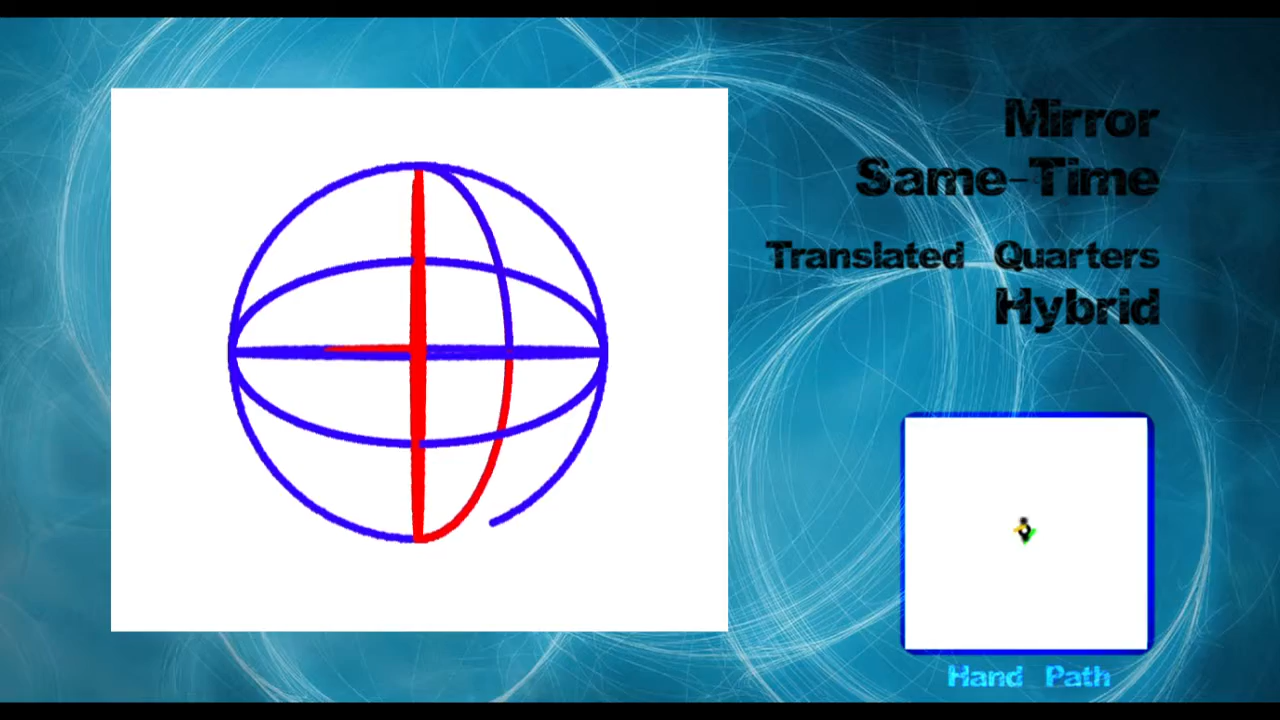 Mirror
Same-Time
Translated Quarters
Hybrid
Hand Path